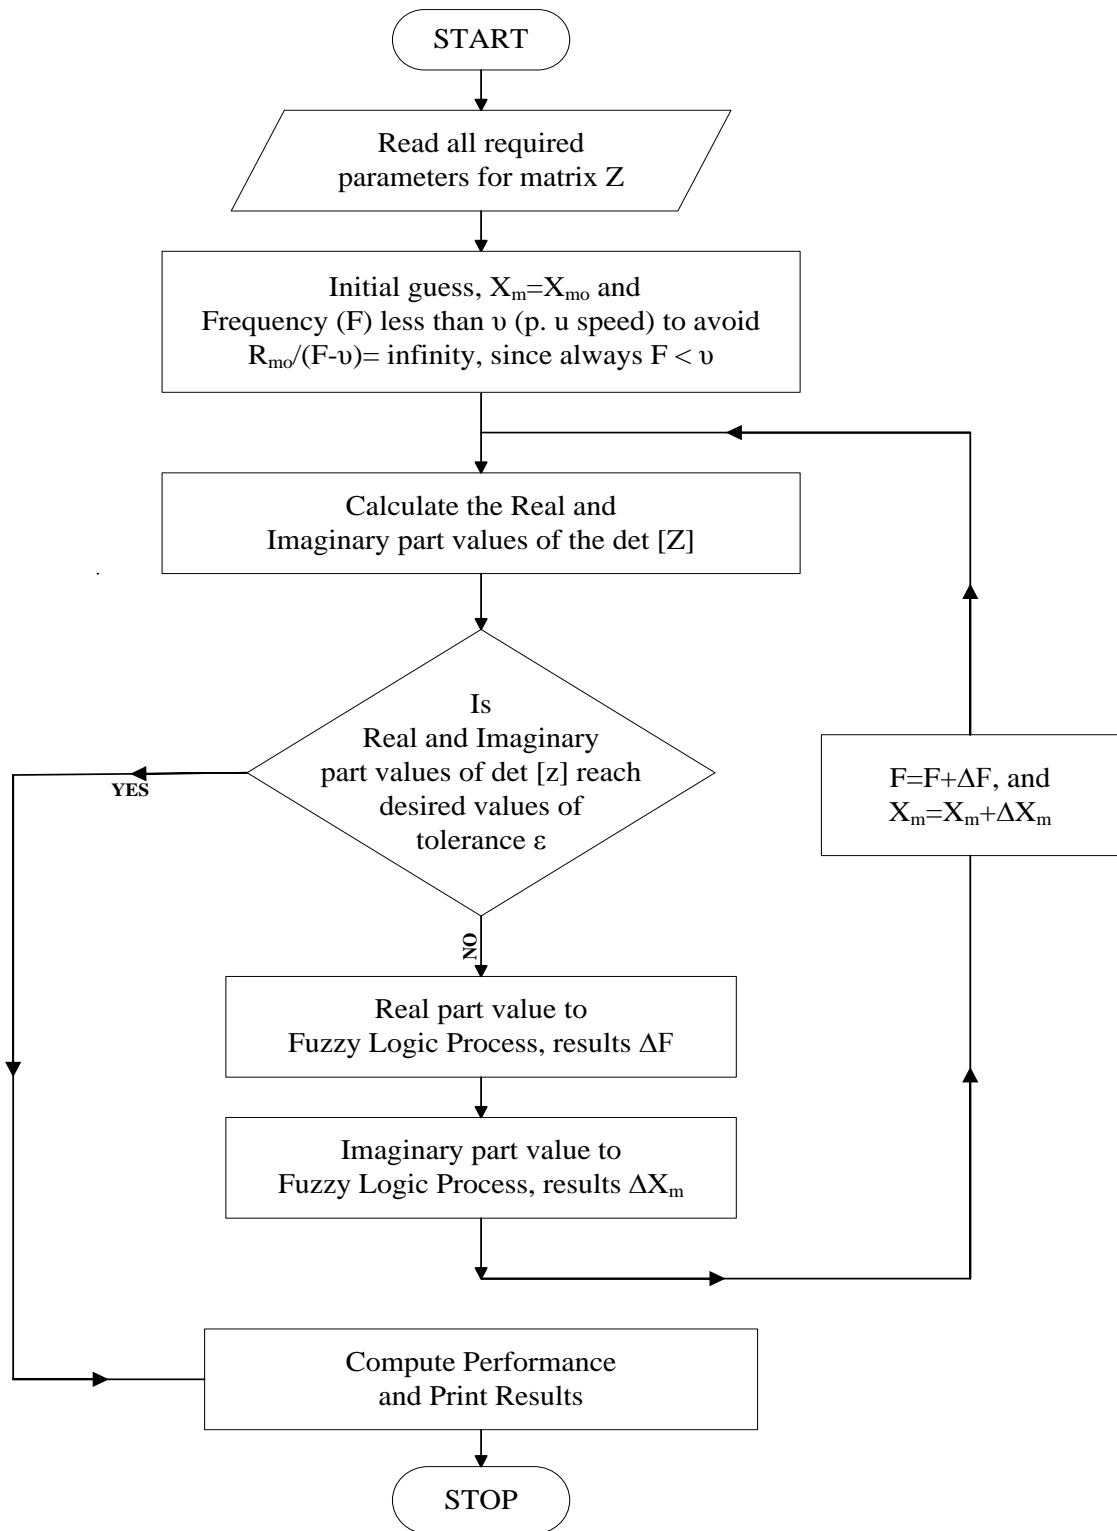 START
Read all required
parameters for matrix Z
Initial guess, Xₘ=Xₘₒ and
Frequency (F) less than υ (p. u speed) to avoid
Rₘₒ/(F-υ)= infinity, since always F < υ
Calculate the Real and
Imaginary part values of the det [Z]
Is
Real and Imaginary
part values of det [z] reach
desired values of
tolerance ε
YES
NO
F=F+ΔF, and
Xₘ=Xₘ+ΔXₘ
Real part value to
Fuzzy Logic Process, results ΔF
Imaginary part value to
Fuzzy Logic Process, results ΔXₘ
Compute Performance
and Print Results
STOP